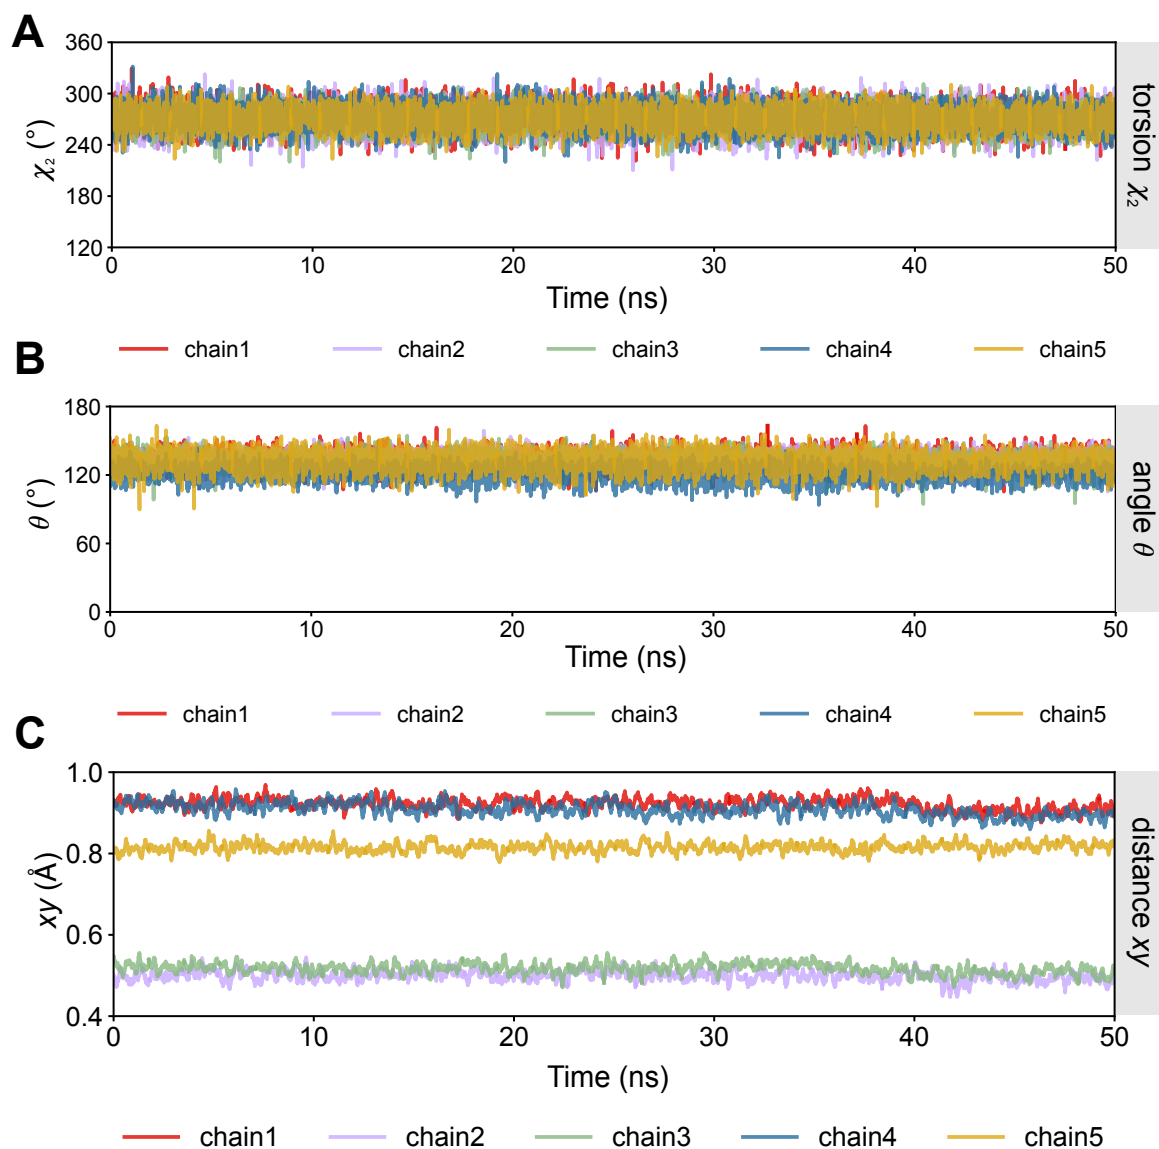 A
360
300
240
180
120
χ₂ (°)
torsion χ₂
0 10 20 30 40 50
Time (ns)
chain1 chain2 chain3 chain4 chain5
B
180
120
60
0
θ (°)
angle θ
0 10 20 30 40 50
Time (ns)
chain1 chain2 chain3 chain4 chain5
C
1.0
0.8
0.6
0.4
xy (Å)
distance xy
0 10 20 30 40 50
Time (ns)
chain1 chain2 chain3 chain4 chain5